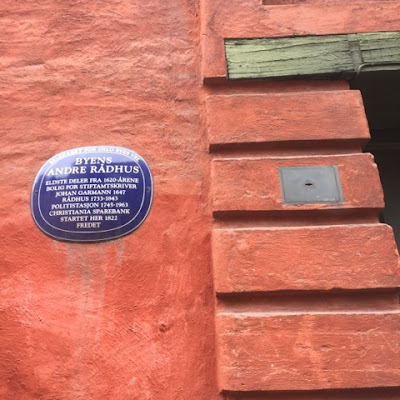 BYENS
ANDRE RÅDHUS
ELDSTE DELER FRA 1620-ÅRENE
BOLIG FOR STIFTAMTSKRIVER
JOHAN GARMANN 1647
RÅDHUS 1733-1843
POLITISTASJON 1745-1963
CHRISTIANIA SPAREBANK
STARTET HER 1822
FREDET